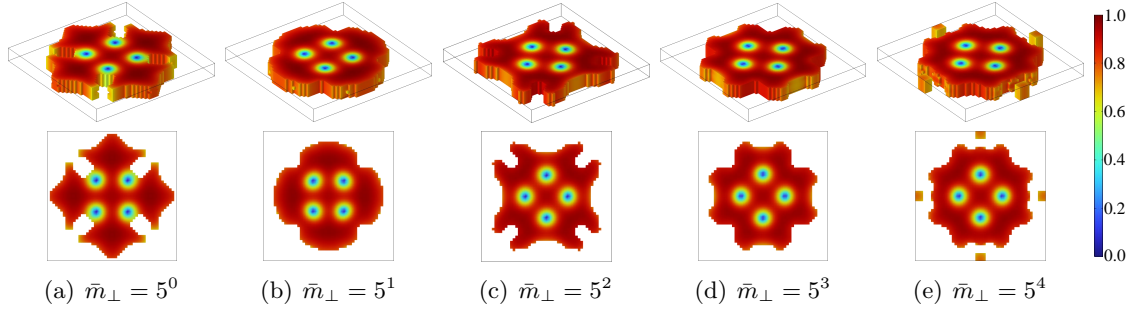 1.0
0.8
0.6
0.4
0.2
0.0
(a) m̄⊥ = 5⁰
(b) m̄⊥ = 5¹
(c) m̄⊥ = 5²
(d) m̄⊥ = 5³
(e) m̄⊥ = 5⁴